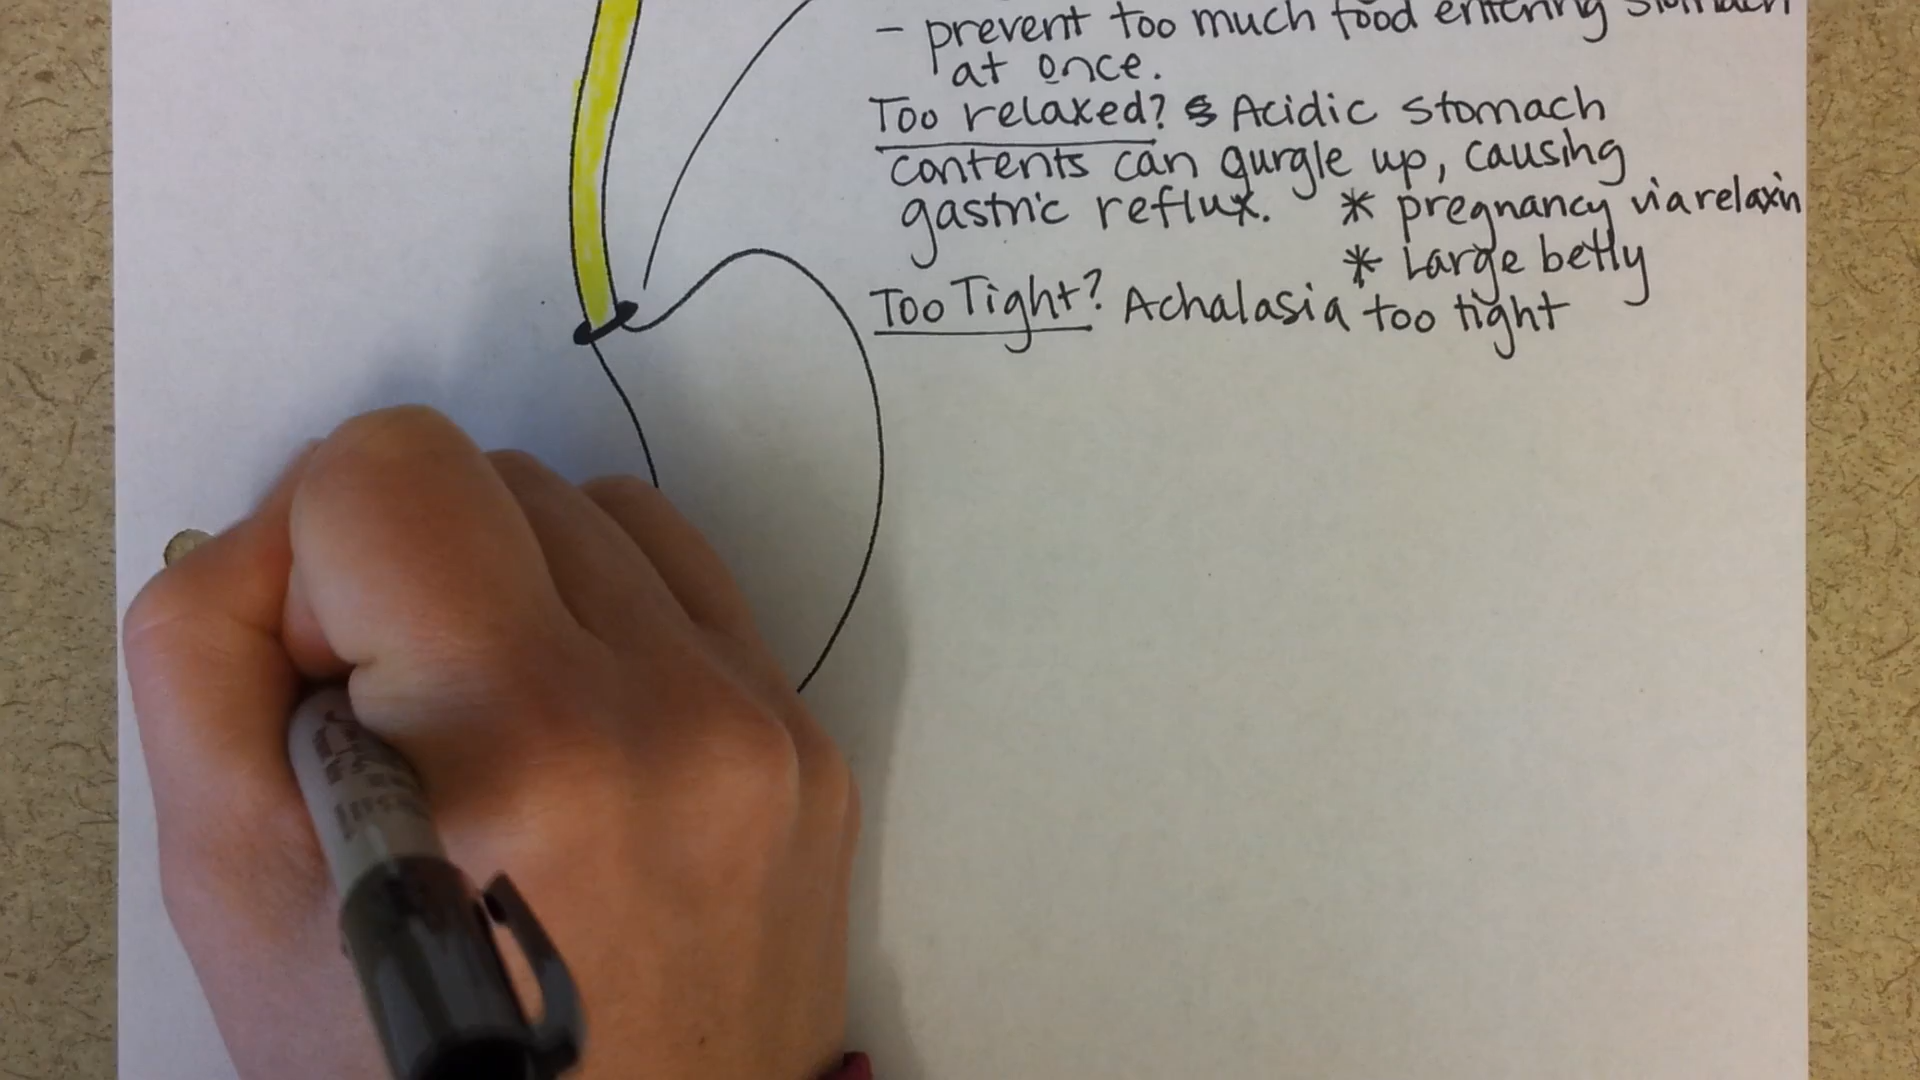 - prevent too much food entering stomach
at once.
Too relaxed? Acidic stomach
contents can gurgle up, causing
gastric reflux. * pregnancy via relaxin
* Large belly
Too Tight? Achalasia too tight